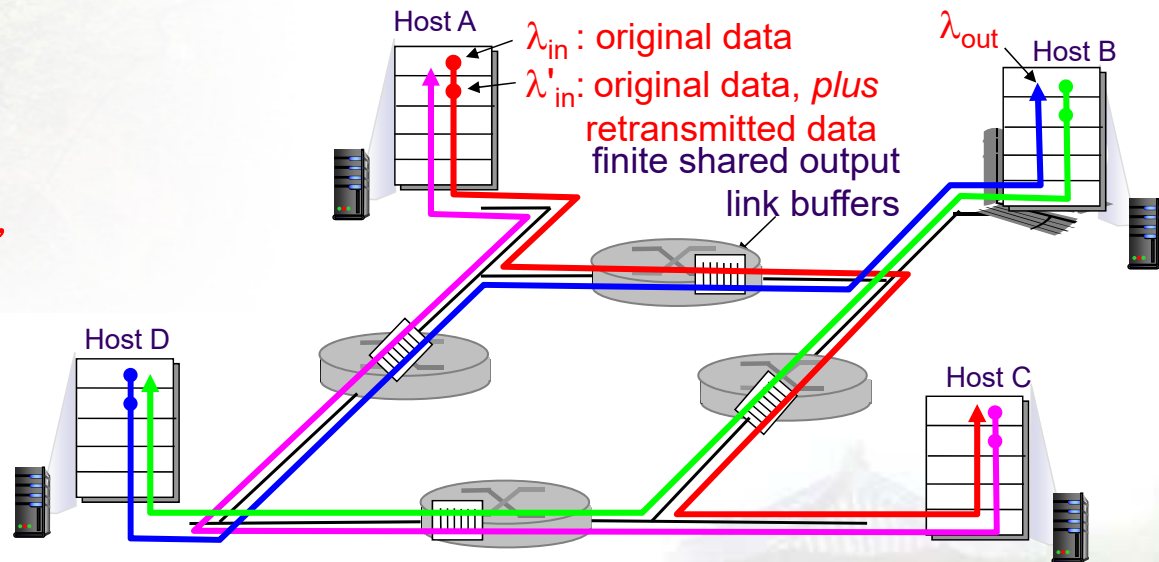 Host A
λin : original data
λ'in: original data, plus
retransmitted data
finite shared output
link buffers
λout
Host B
Host D
Host C